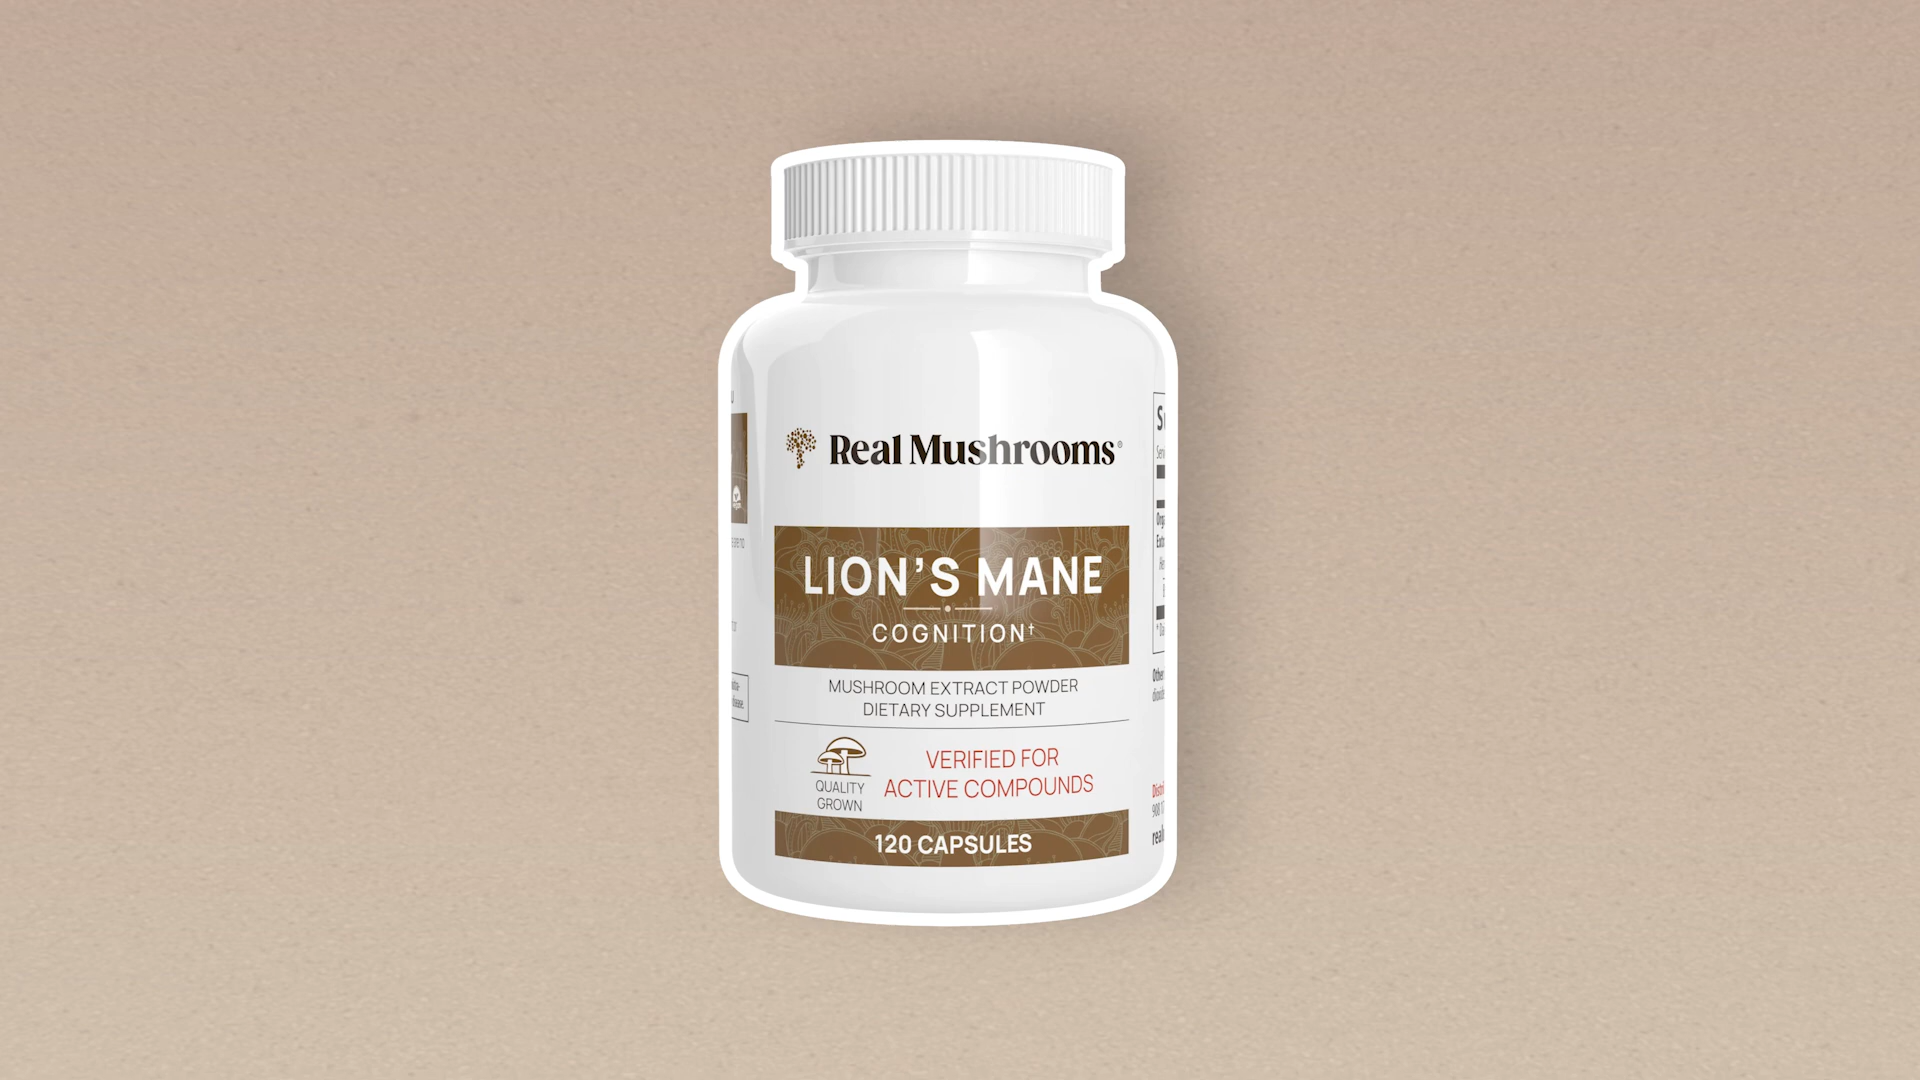 Real Mushrooms®
LION'S MANE
COGNITION†
MUSHROOM EXTRACT POWDER
DIETARY SUPPLEMENT
QUALITY
GROWN
VERIFIED FOR
ACTIVE COMPOUNDS
120 CAPSULES